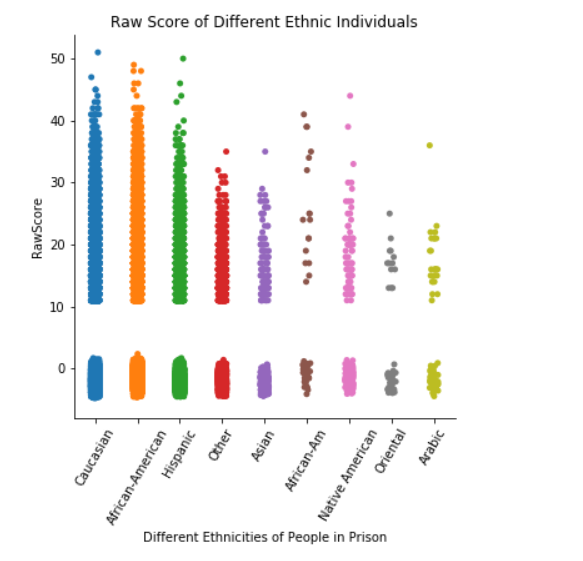 Raw Score of Different Ethnic Individuals
50
40
30
20
10
0
RawScore
Caucasian
African-American
Hispanic
Other
Asian
African-Am
Native American
Oriental
Arabic
Different Ethnicities of People in Prison